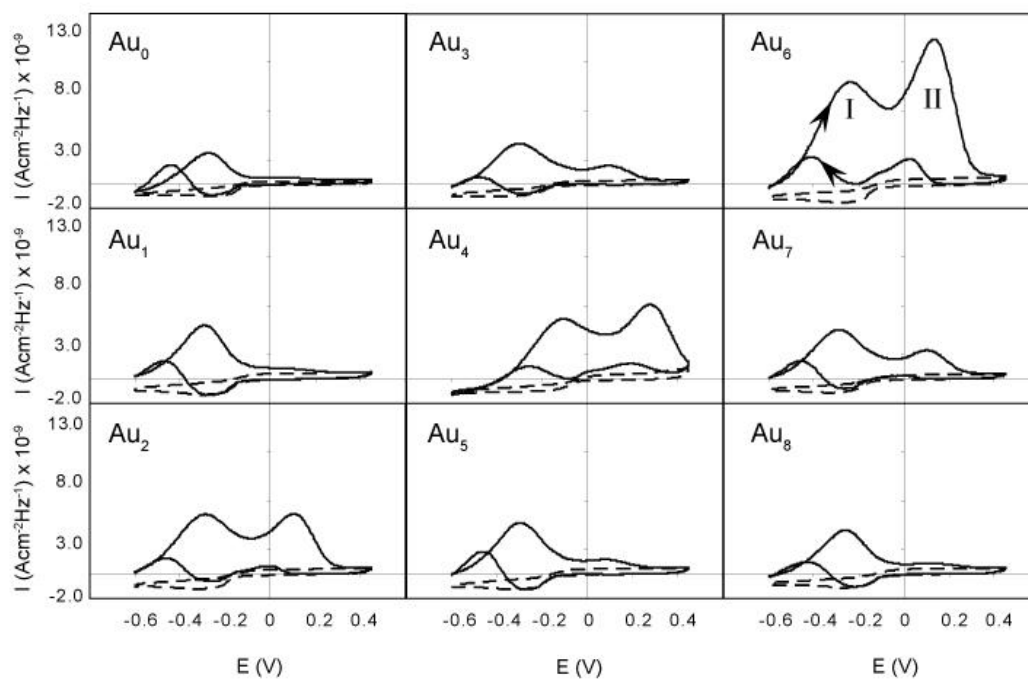 I (Acm⁻²Hz⁻¹) x 10⁻⁹
13.0
8.0
3.0
-2.0
Au₀
Au₃
Au₆
I
II
I (Acm⁻²Hz⁻¹) x 10⁻⁹
13.0
8.0
3.0
-2.0
Au₁
Au₄
Au₇
I (Acm⁻²Hz⁻¹) x 10⁻⁹
13.0
8.0
3.0
-2.0
Au₂
Au₅
Au₈
-0.6 -0.4 -0.2 0 0.2 0.4
-0.6 -0.4 -0.2 0 0.2 0.4
-0.6 -0.4 -0.2 0 0.2 0.4
E (V)
E (V)
E (V)